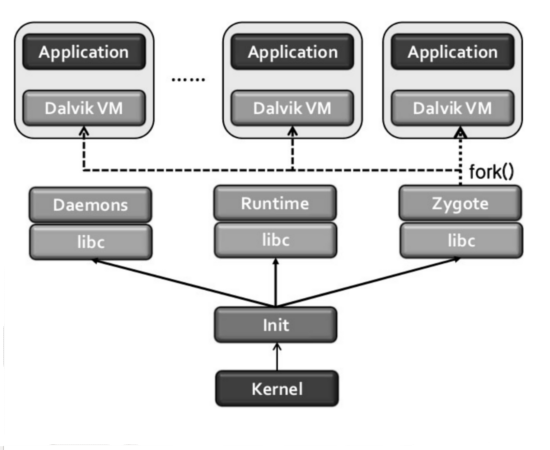 Application
Application
Application
......
Dalvik VM
Dalvik VM
Dalvik VM
fork()
Daemons
Runtime
Zygote
libc
libc
libc
Init
Kernel